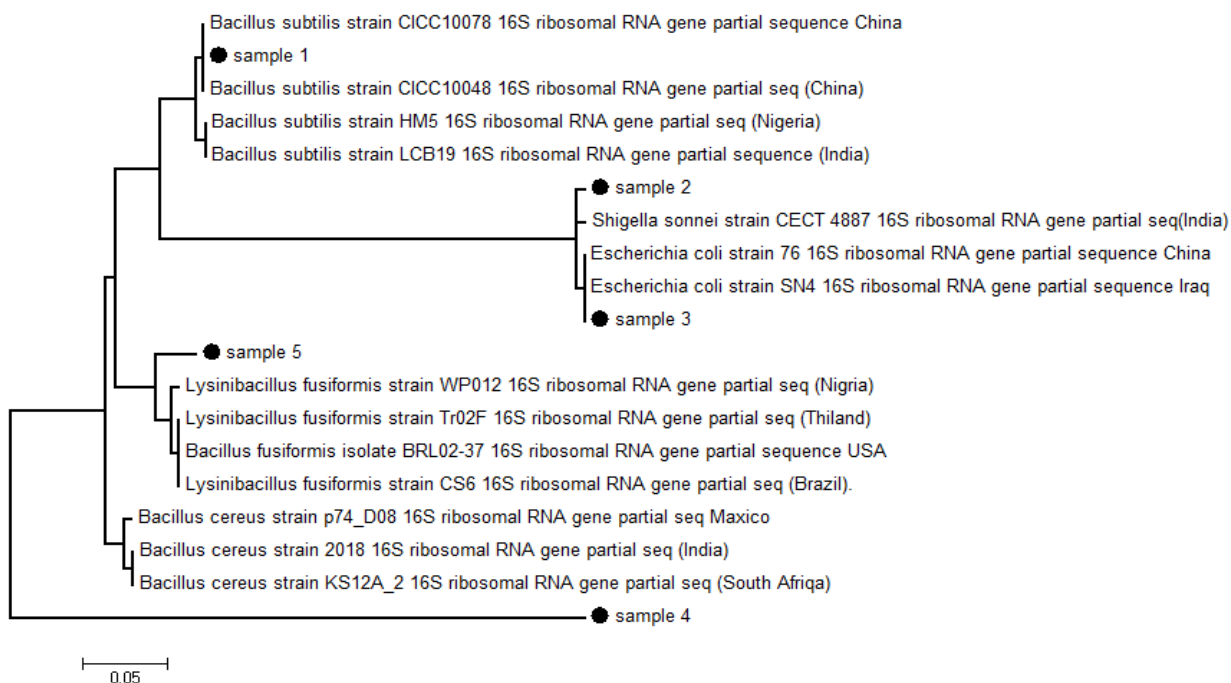 Bacillus subtilis strain CICC10078 16S ribosomal RNA gene partial sequence China
sample 1
Bacillus subtilis strain CICC10048 16S ribosomal RNA gene partial seq (China)
Bacillus subtilis strain HM5 16S ribosomal RNA gene partial seq (Nigeria)
Bacillus subtilis strain LCB19 16S ribosomal RNA gene partial sequence (India)
sample 2
Shigella sonnei strain CECT 4887 16S ribosomal RNA gene partial seq(India)
Escherichia coli strain 76 16S ribosomal RNA gene partial sequence China
Escherichia coli strain SN4 16S ribosomal RNA gene partial sequence Iraq
sample 3
sample 5
Lysinibacillus fusiformis strain WP012 16S ribosomal RNA gene partial seq (Nigria)
Lysinibacillus fusiformis strain Tr02F 16S ribosomal RNA gene partial seq (Thiland)
Bacillus fusiformis isolate BRL02-37 16S ribosomal RNA gene partial sequence USA
Lysinibacillus fusiformis strain CS6 16S ribosomal RNA gene partial seq (Brazil).
Bacillus cereus strain p74_D08 16S ribosomal RNA gene partial seq Maxico
Bacillus cereus strain 2018 16S ribosomal RNA gene partial seq (India)
Bacillus cereus strain KS12A_2 16S ribosomal RNA gene partial seq (South Afriqa)
sample 4
0.05